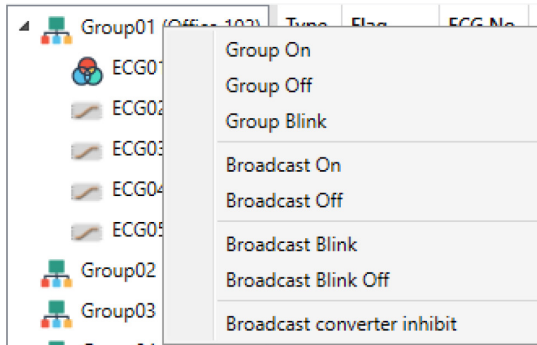 Group01 (Office 102) Type Flag ECG No
Group On
ECG01
Group Off
ECG02
Group Blink
ECG03
Broadcast On
ECG04
Broadcast Off
ECG05
Broadcast Blink
Group02
Broadcast Blink Off
Group03
Broadcast converter inhibit